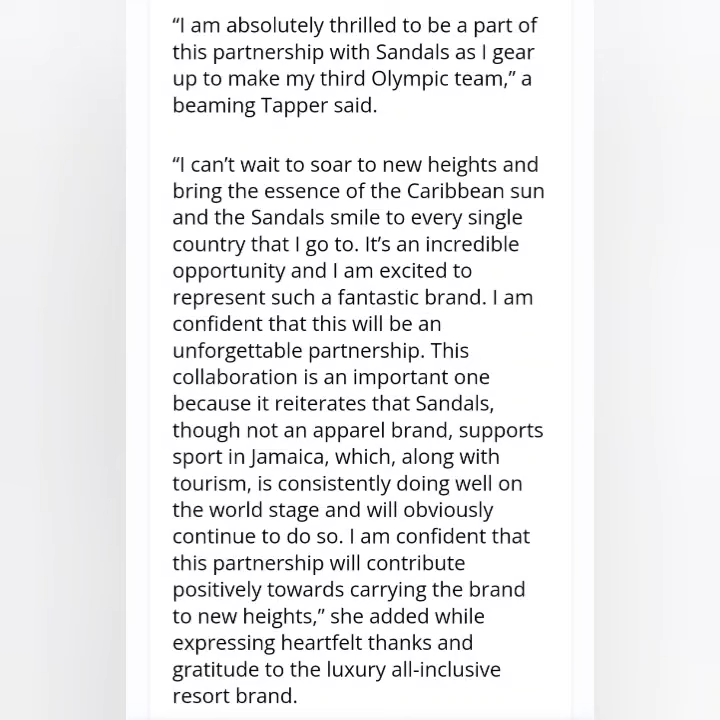 “I am absolutely thrilled to be a part of
this partnership with Sandals as I gear
up to make my third Olympic team,” a
beaming Tapper said.
“I can’t wait to soar to new heights and
bring the essence of the Caribbean sun
and the Sandals smile to every single
country that I go to. It’s an incredible
opportunity and I am excited to
represent such a fantastic brand. I am
confident that this will be an
unforgettable partnership. This
collaboration is an important one
because it reiterates that Sandals,
though not an apparel brand, supports
sport in Jamaica, which, along with
tourism, is consistently doing well on
the world stage and will obviously
continue to do so. I am confident that
this partnership will contribute
positively towards carrying the brand
to new heights,” she added while
expressing heartfelt thanks and
gratitude to the luxury all-inclusive
resort brand.